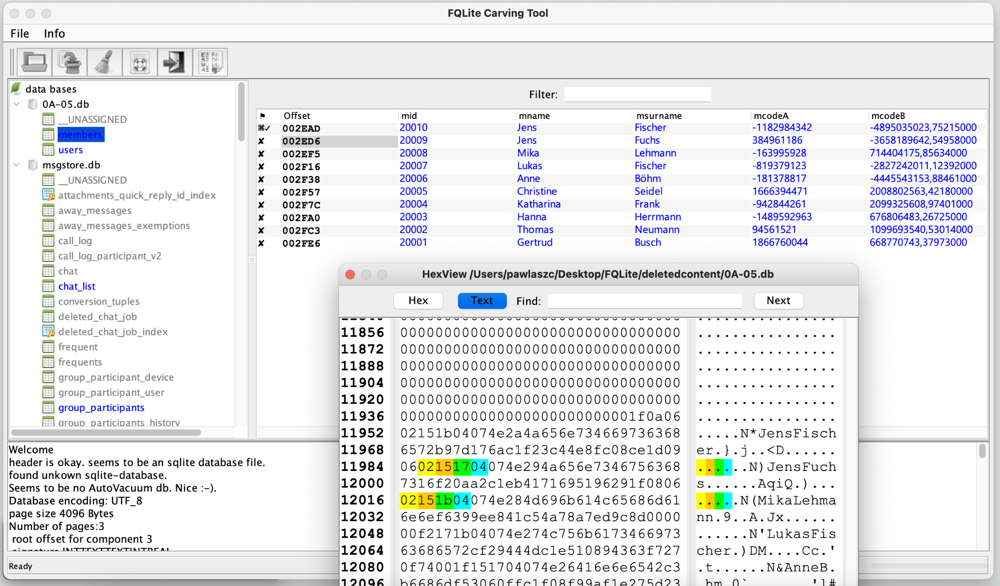 FQLite Carving Tool
File Info
data bases
0A-05.db
__UNASSIGNED
members
users
msgstore.db
__UNASSIGNED
attachments_quick_reply_id_index
away_messages
away_messages_exemptions
call_log
call_log_participant_v2
chat
chat_list
conversion_tuples
deleted_chat_job
deleted_chat_job_index
frequent
frequents
group_participant_device
group_participant_user
group_participants
group_participants_history
Filter:
Offset mid mname msurname mcodeA mcodeB
002EAD 20010 Jens Fischer -1182984342 -4895035023,75215000
002ED6 20009 Jens Fuchs 384961186 -3658189642,54958000
002EF5 20008 Mika Lehmann -163995928 714404175,85634000
002F16 20007 Lukas Fischer -819379123 -2827242011,12392000
002F38 20006 Anne Böhm -181378817 -4445543153,88461000
002F57 20005 Christine Seidel 1666394471 2008802563,42180000
002F7C 20004 Katharina Frank -942844261 2099325608,97401000
002FA0 20003 Hanna Herrmann -1489592963 676806483,26725000
002FC3 20002 Thomas Neumann 94561521 1099693540,53014000
002FE6 20001 Gertrud Busch 1866760044 668770743,37973000
HexView /Users/pawlaszc/Desktop/FQLite/deletedcontent/0A-05.db
Hex Text Find: Next
11856 00000000000000000000000000000000 ................
11872 00000000000000000000000000000000 ................
11888 00000000000000000000000000000000 ................
11904 00000000000000000000000000000000 ................
11920 00000000000000000000000000000000 ................
11936 000000000000000000000000001f0a06 ................
11952 02151b04074e2a4a656e734669736368 .....N*JensFisch
11968 6572b97d176ac1f23c44e8fc08ce1d09 er.}.j..<D......
11984 0602151704074e294a656e7346756368 ......N)JensFuch
12000 7316f20aa2c1eb4171695196291f0806 s......AqiQ.)...
12016 02151b04074e284d696b614c65686d61 .....N(MikaLehma
12032 6e6ef6399ee841c54a78a7ed9c8d0000 nn.9..A.Jx......
12048 00f2171b04074e274c756b6173466973 ......N'LukasFis
12064 63686572cf29444dc1e510894363f727 cher.)DM....Cc.'
12080 0f74001f151704074e26416e6e6542c3 .t......N&AnneB.
12096 b6686df53060ffc1f08f99af1e275d23
Welcome
header is okay. seems to be an sqlite database file.
found unkown sqlite-database.
Seems to be no AutoVacuum db. Nice :-).
Database encoding: UTF_8
page size 4096 Bytes
Number of pages:3
root offset for component 3
signature INTTEXTTEXTINTREAL
Ready